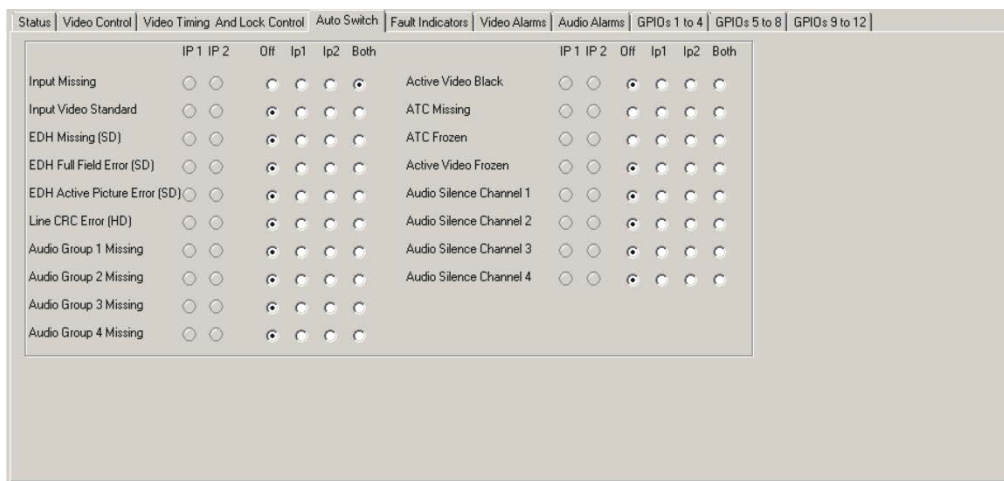 Status Video Control Video Timing And Lock Control Auto Switch Fault Indicators Video Alarms Audio Alarms GPIOs 1 to 4 GPIOs 5 to 8 GPIOs 9 to 12
IP 1 IP 2 Off Ip1 Ip2 Both
Input Missing
Input Video Standard
EDH Missing (SD)
EDH Full Field Error (SD)
EDH Active Picture Error (SD)
Line CRC Error (HD)
Audio Group 1 Missing
Audio Group 2 Missing
Audio Group 3 Missing
Audio Group 4 Missing
IP 1 IP 2 Off Ip1 Ip2 Both
Active Video Black
ATC Missing
ATC Frozen
Active Video Frozen
Audio Silence Channel 1
Audio Silence Channel 2
Audio Silence Channel 3
Audio Silence Channel 4